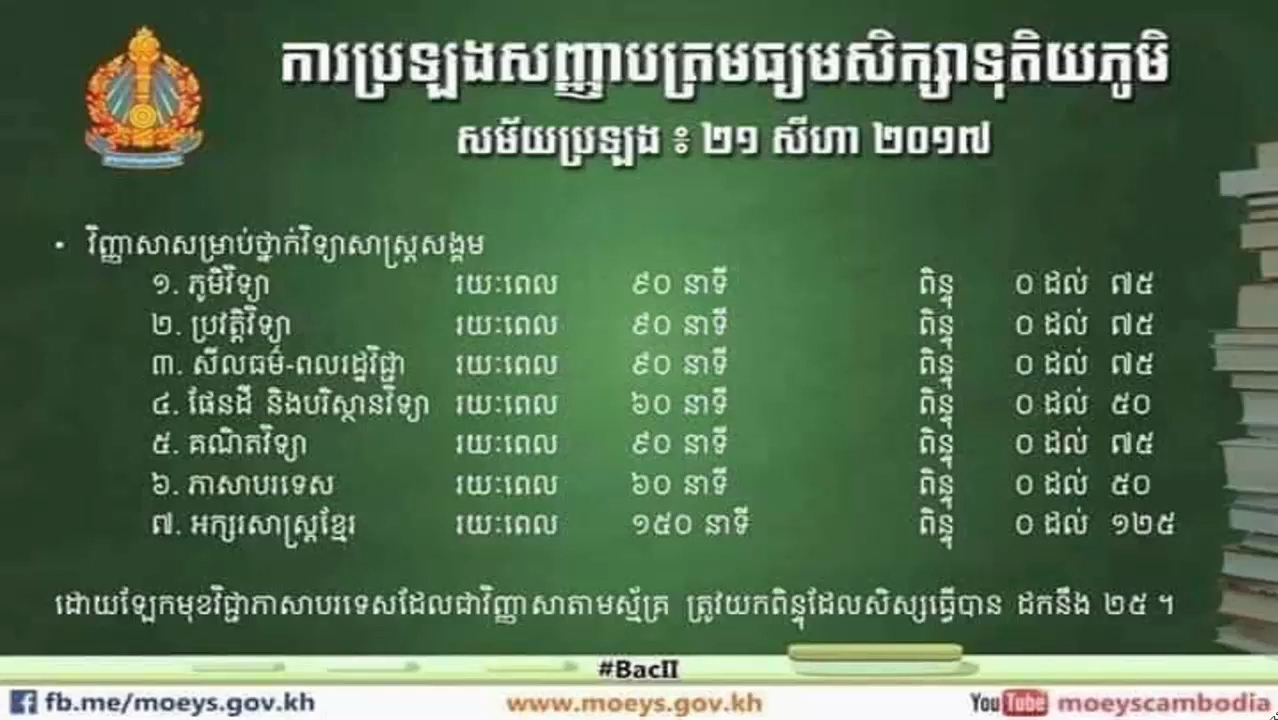 ការប្រឡងសញ្ញាបត្រមធ្យមសិក្សាទុតិយភូមិ
សម័យប្រឡង ៖ ២១ សីហា ២០១៧
• វិញ្ញាសាសម្រាប់ថ្នាក់វិទ្យាសាស្ត្រសង្គម
១. ភូមិវិទ្យា រយៈពេល ៩០ នាទី ពិន្ទុ ០ ដល់ ៧៥
២. ប្រវត្តិវិទ្យា រយៈពេល ៩០ នាទី ពិន្ទុ ០ ដល់ ៧៥
៣. សីលធម៌-ពលរដ្ឋវិជ្ជា រយៈពេល ៩០ នាទី ពិន្ទុ ០ ដល់ ៧៥
៤. ផែនដី និងបរិស្ថានវិទ្យា រយៈពេល ៦០ នាទី ពិន្ទុ ០ ដល់ ៥០
៥. គណិតវិទ្យា រយៈពេល ៩០ នាទី ពិន្ទុ ០ ដល់ ៧៥
៦. ភាសាបរទេស រយៈពេល ៦០ នាទី ពិន្ទុ ០ ដល់ ៥០
៧. អក្សរសាស្ត្រខ្មែរ រយៈពេល ១៥០ នាទី ពិន្ទុ ០ ដល់ ១២៥
ដោយឡែកមុខវិជ្ជាភាសាបរទេសដែលជាវិញ្ញាសាតាមស្ម័គ្រ ត្រូវយកពិន្ទុដែលសិស្សធ្វើបាន ដកនឹង ២៥ ។
#BacII
fb.me/moeys.gov.kh www.moeys.gov.kh YouTube moeyscambodia